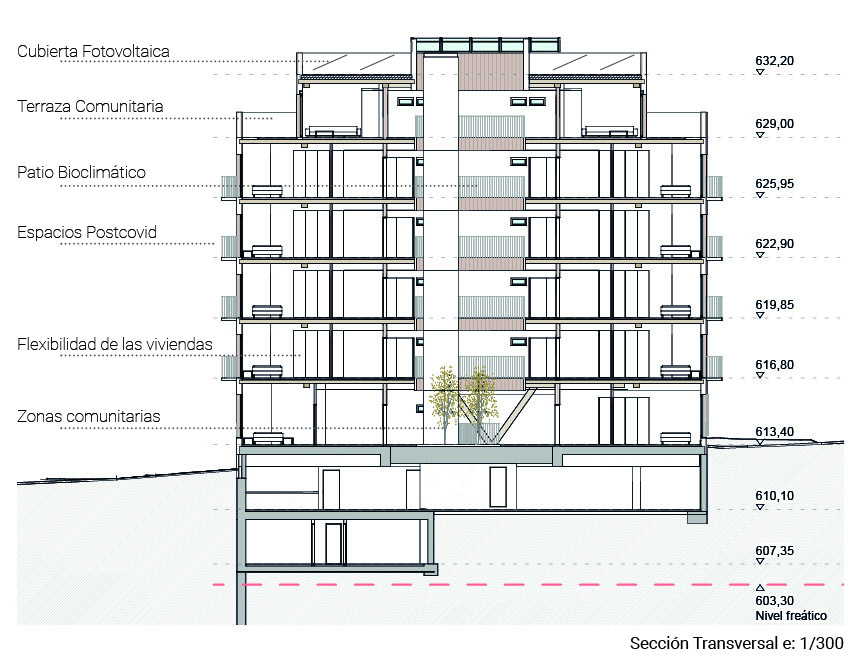 Cubierta Fotovoltaica
632,20
Terraza Comunitaria
629,00
Patio Bioclimático
625,95
Espacios Postcovid
622,90
619,85
Flexibilidad de las viviendas
616,80
Zonas comunitarias
613,40
610,10
607,35
603,30
Nivel freático
Sección Transversal e: 1/300